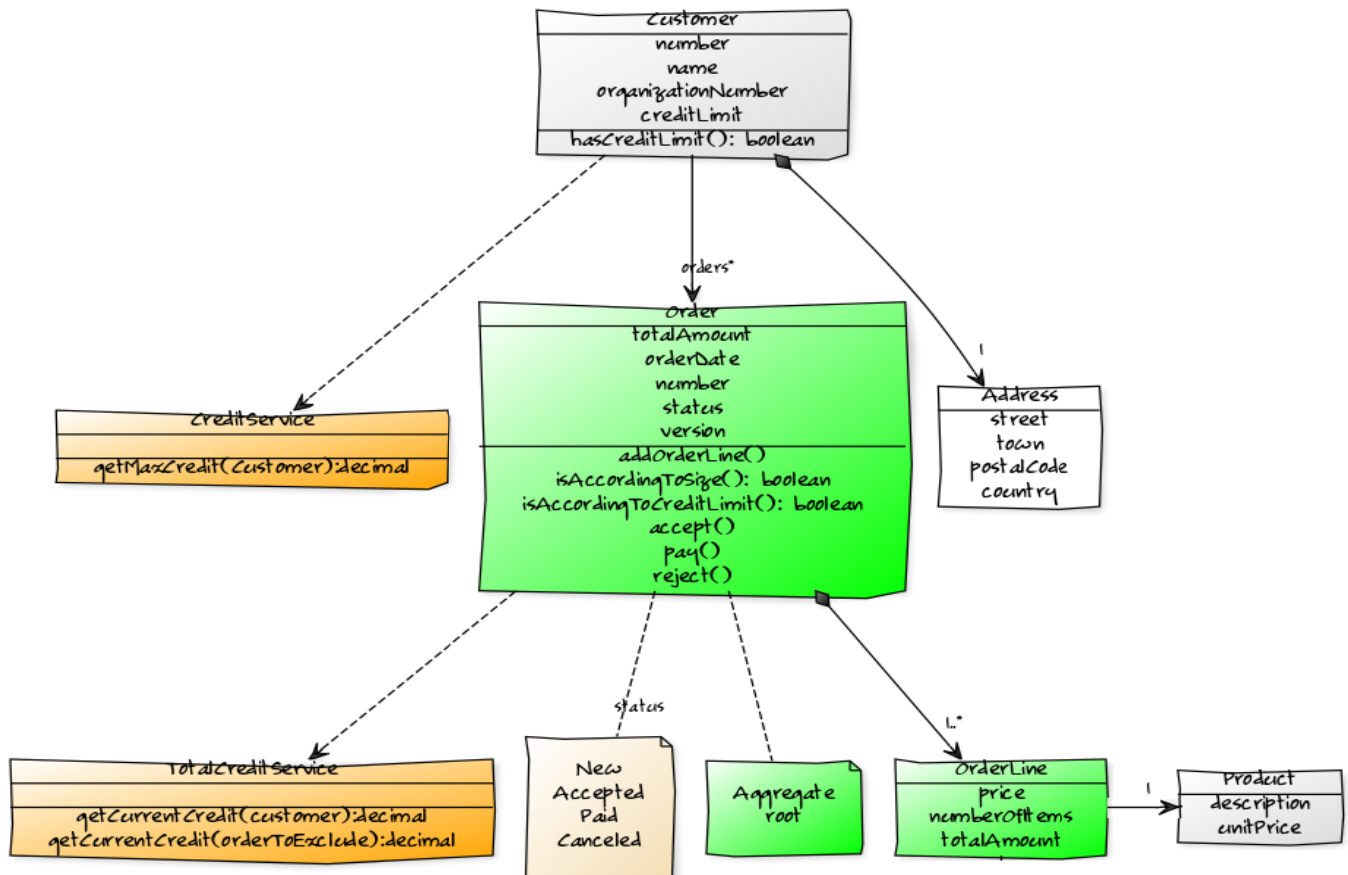 Customer
number
name
organizationNumber
creditLimit
hasCreditLimit(): boolean
orders*
1
Order
totalAmount
orderDate
number
status
version
addOrderLine()
isAccordingToSize(): boolean
isAccordingToCreditLimit(): boolean
accept()
pay()
reject()
CreditService
getMaxCredit(Customer):decimal
Address
street
town
postalCode
country
status
1..*
TotalCreditService
getCurrentCredit(customer):decimal
getCurrentCredit(orderToExclude):decimal
New
Accepted
Paid
Canceled
Aggregate
root
OrderLine
price
numberOfItems
totalAmount
1
Product
description
unitPrice